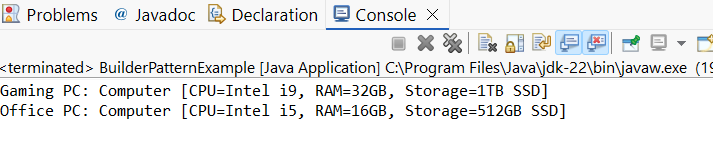 Problems @ Javadoc Declaration Console
<terminated> BuilderPatternExample [Java Application] C:\Program Files\Java\jdk-22\bin\javaw.exe (19
Gaming PC: Computer [CPU=Intel i9, RAM=32GB, Storage=1TB SSD]
Office PC: Computer [CPU=Intel i5, RAM=16GB, Storage=512GB SSD]